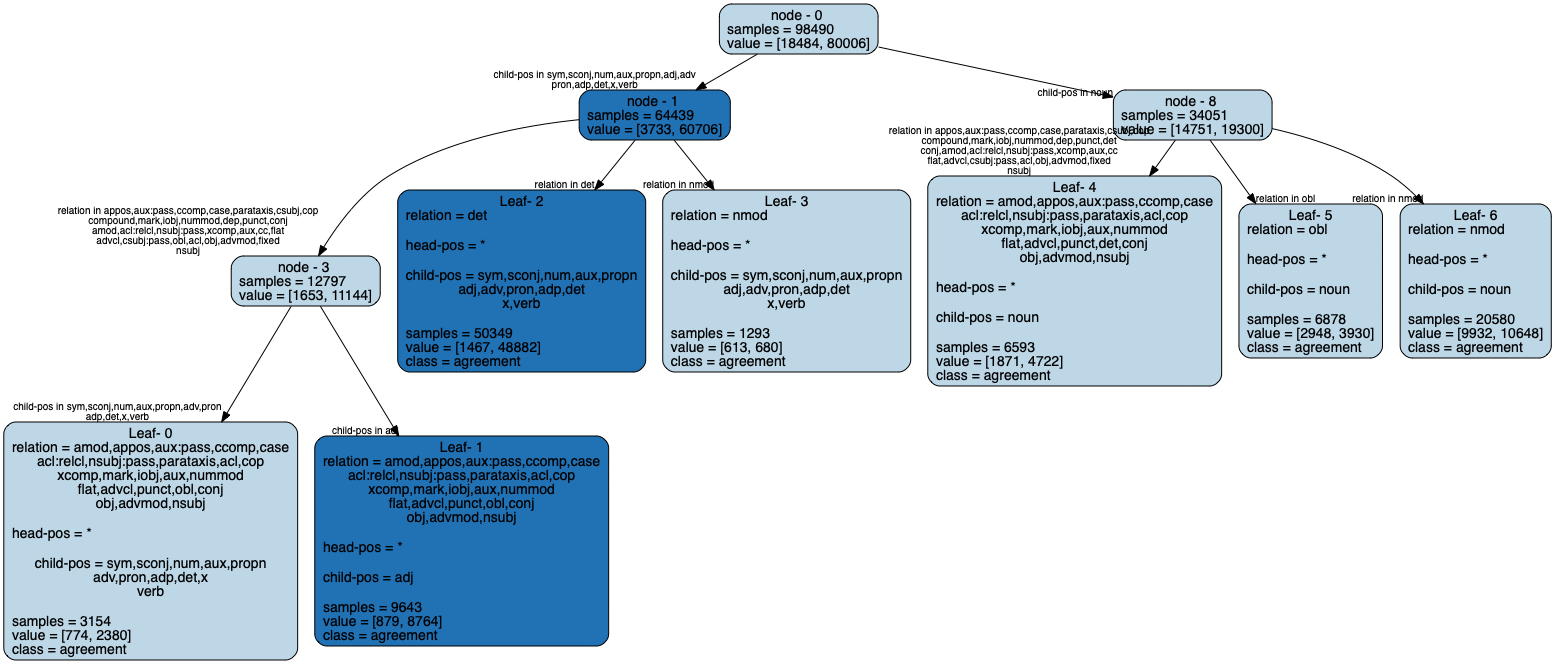 node - 0
samples = 98490
value = [18484, 80006]
child-pos in sym,sconj,num,aux,propn,adj,adv
pron,adp,det,x,verb
child-pos in noun
node - 1
samples = 64439
value = [3733, 60706]
node - 8
samples = 34051
value = [14751, 19300]
relation in appos,aux:pass,ccomp,case,parataxis,csubj,cop
compound,mark,iobj,nummod,dep,punct,conj
amod,acl:relcl,nsubj:pass,xcomp,aux,cc,flat
advcl,csubj:pass,obl,acl,obj,advmod,fixed
nsubj
relation in det
relation in nmod
relation in appos,aux:pass,ccomp,case,parataxis,csubj,cop
compound,mark,iobj,nummod,dep,punct,det
conj,amod,acl:relcl,nsubj:pass,xcomp,aux,cc
flat,advcl,csubj:pass,acl,obj,advmod,fixed
nsubj
relation in obl
relation in nmod
node - 3
samples = 12797
value = [1653, 11144]
Leaf- 2
relation = det
head-pos = *
child-pos = sym,sconj,num,aux,propn
adj,adv,pron,adp,det
x,verb
samples = 50349
value = [1467, 48882]
class = agreement
Leaf- 3
relation = nmod
head-pos = *
child-pos = sym,sconj,num,aux,propn
adj,adv,pron,adp,det
x,verb
samples = 1293
value = [613, 680]
class = agreement
Leaf- 4
relation = amod,appos,aux:pass,ccomp,case
acl:relcl,nsubj:pass,parataxis,acl,cop
xcomp,mark,iobj,aux,nummod
flat,advcl,punct,det,conj
obj,advmod,nsubj
head-pos = *
child-pos = noun
samples = 6593
value = [1871, 4722]
class = agreement
Leaf- 5
relation = obl
head-pos = *
child-pos = noun
samples = 6878
value = [2948, 3930]
class = agreement
Leaf- 6
relation = nmod
head-pos = *
child-pos = noun
samples = 20580
value = [9932, 10648]
class = agreement
child-pos in sym,sconj,num,aux,propn,adv,pron
adp,det,x,verb
child-pos in adj
Leaf- 0
relation = amod,appos,aux:pass,ccomp,case
acl:relcl,nsubj:pass,parataxis,acl,cop
xcomp,mark,iobj,aux,nummod
flat,advcl,punct,obl,conj
obj,advmod,nsubj
head-pos = *
child-pos = sym,sconj,num,aux,propn
adv,pron,adp,det,x
verb
samples = 3154
value = [774, 2380]
class = agreement
Leaf- 1
relation = amod,appos,aux:pass,ccomp,case
acl:relcl,nsubj:pass,parataxis,acl,cop
xcomp,mark,iobj,aux,nummod
flat,advcl,punct,obl,conj
obj,advmod,nsubj
head-pos = *
child-pos = adj
samples = 9643
value = [879, 8764]
class = agreement